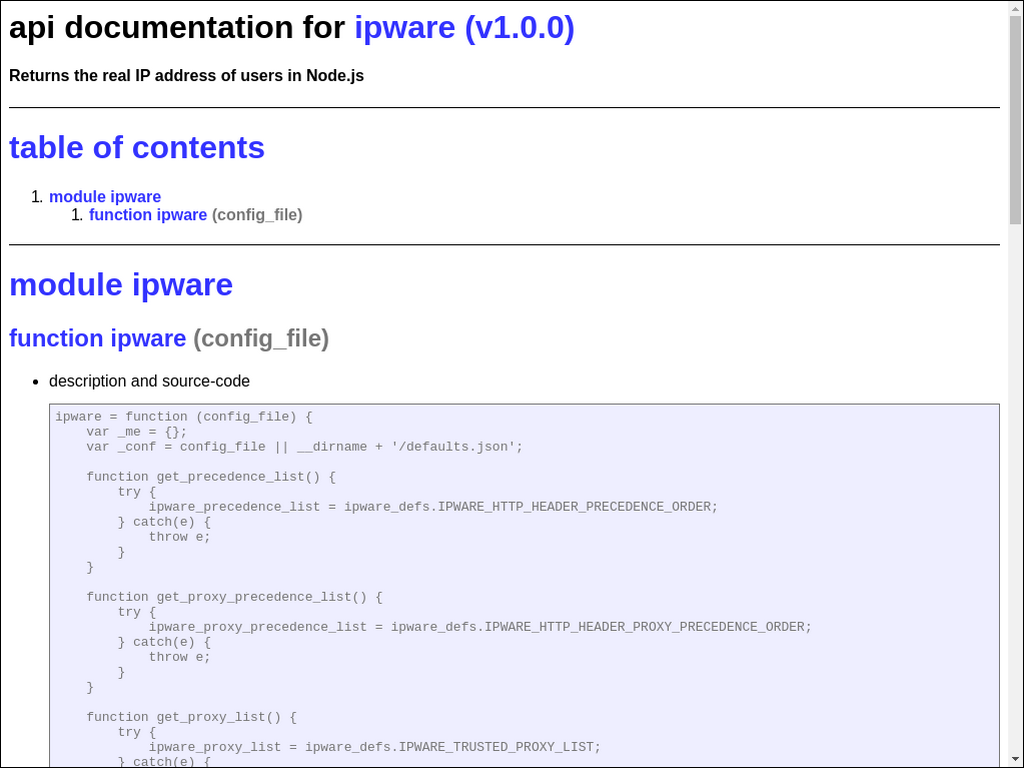 api documentation for ipware (v1.0.0)
Returns the real IP address of users in Node.js
table of contents
1. module ipware
1. function ipware (config_file)
module ipware
function ipware (config_file)
• description and source-code
ipware = function (config_file) {
    var _me = {};
    var _conf = config_file || __dirname + '/defaults.json';
    function get_precedence_list() {
        try {
            ipware_precedence_list = ipware_defs.IPWARE_HTTP_HEADER_PRECEDENCE_ORDER;
        } catch(e) {
            throw e;
        }
    }
    function get_proxy_precedence_list() {
        try {
            ipware_proxy_precedence_list = ipware_defs.IPWARE_HTTP_HEADER_PROXY_PRECEDENCE_ORDER;
        } catch(e) {
            throw e;
        }
    }
    function get_proxy_list() {
        try {
            ipware_proxy_list = ipware_defs.IPWARE_TRUSTED_PROXY_LIST;
        } catch(e) {